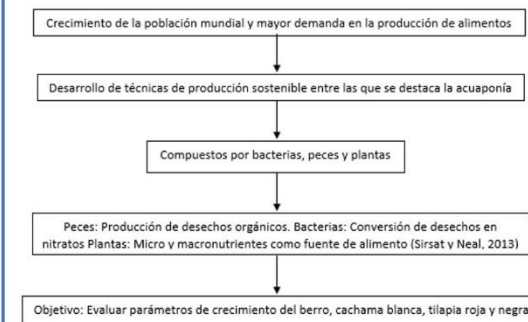 Crecimiento de la población mundial y mayor demanda en la producción de alimentos
Desarrollo de técnicas de producción sostenible entre las que se destaca la acuaponía
Compuestos por bacterias, peces y plantas
Peces: Producción de desechos orgánicos. Bacterias: Conversión de desechos en
nitratos Plantas: Micro y macronutrientes como fuente de alimento (Sirsat y Neal, 2013)
Objetivo: Evaluar parámetros de crecimiento del berro, cachama blanca, tilapia roja y negra